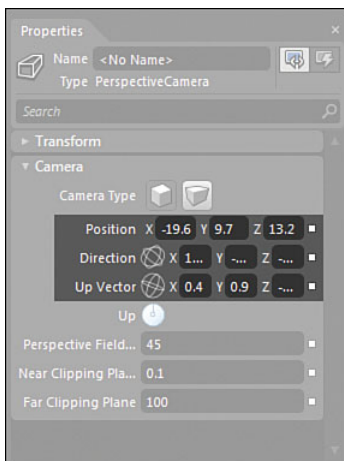 Properties ×
Name <No Name>
Type PerspectiveCamera
Search
Transform
Camera
Camera Type
Position X -19.6 Y 9.7 Z 13.2
Direction X 1... Y -... Z -...
Up Vector X 0.4 Y 0.9 Z -...
Up
Perspective Field... 45
Near Clipping Pla... 0.1
Far Clipping Plane 100